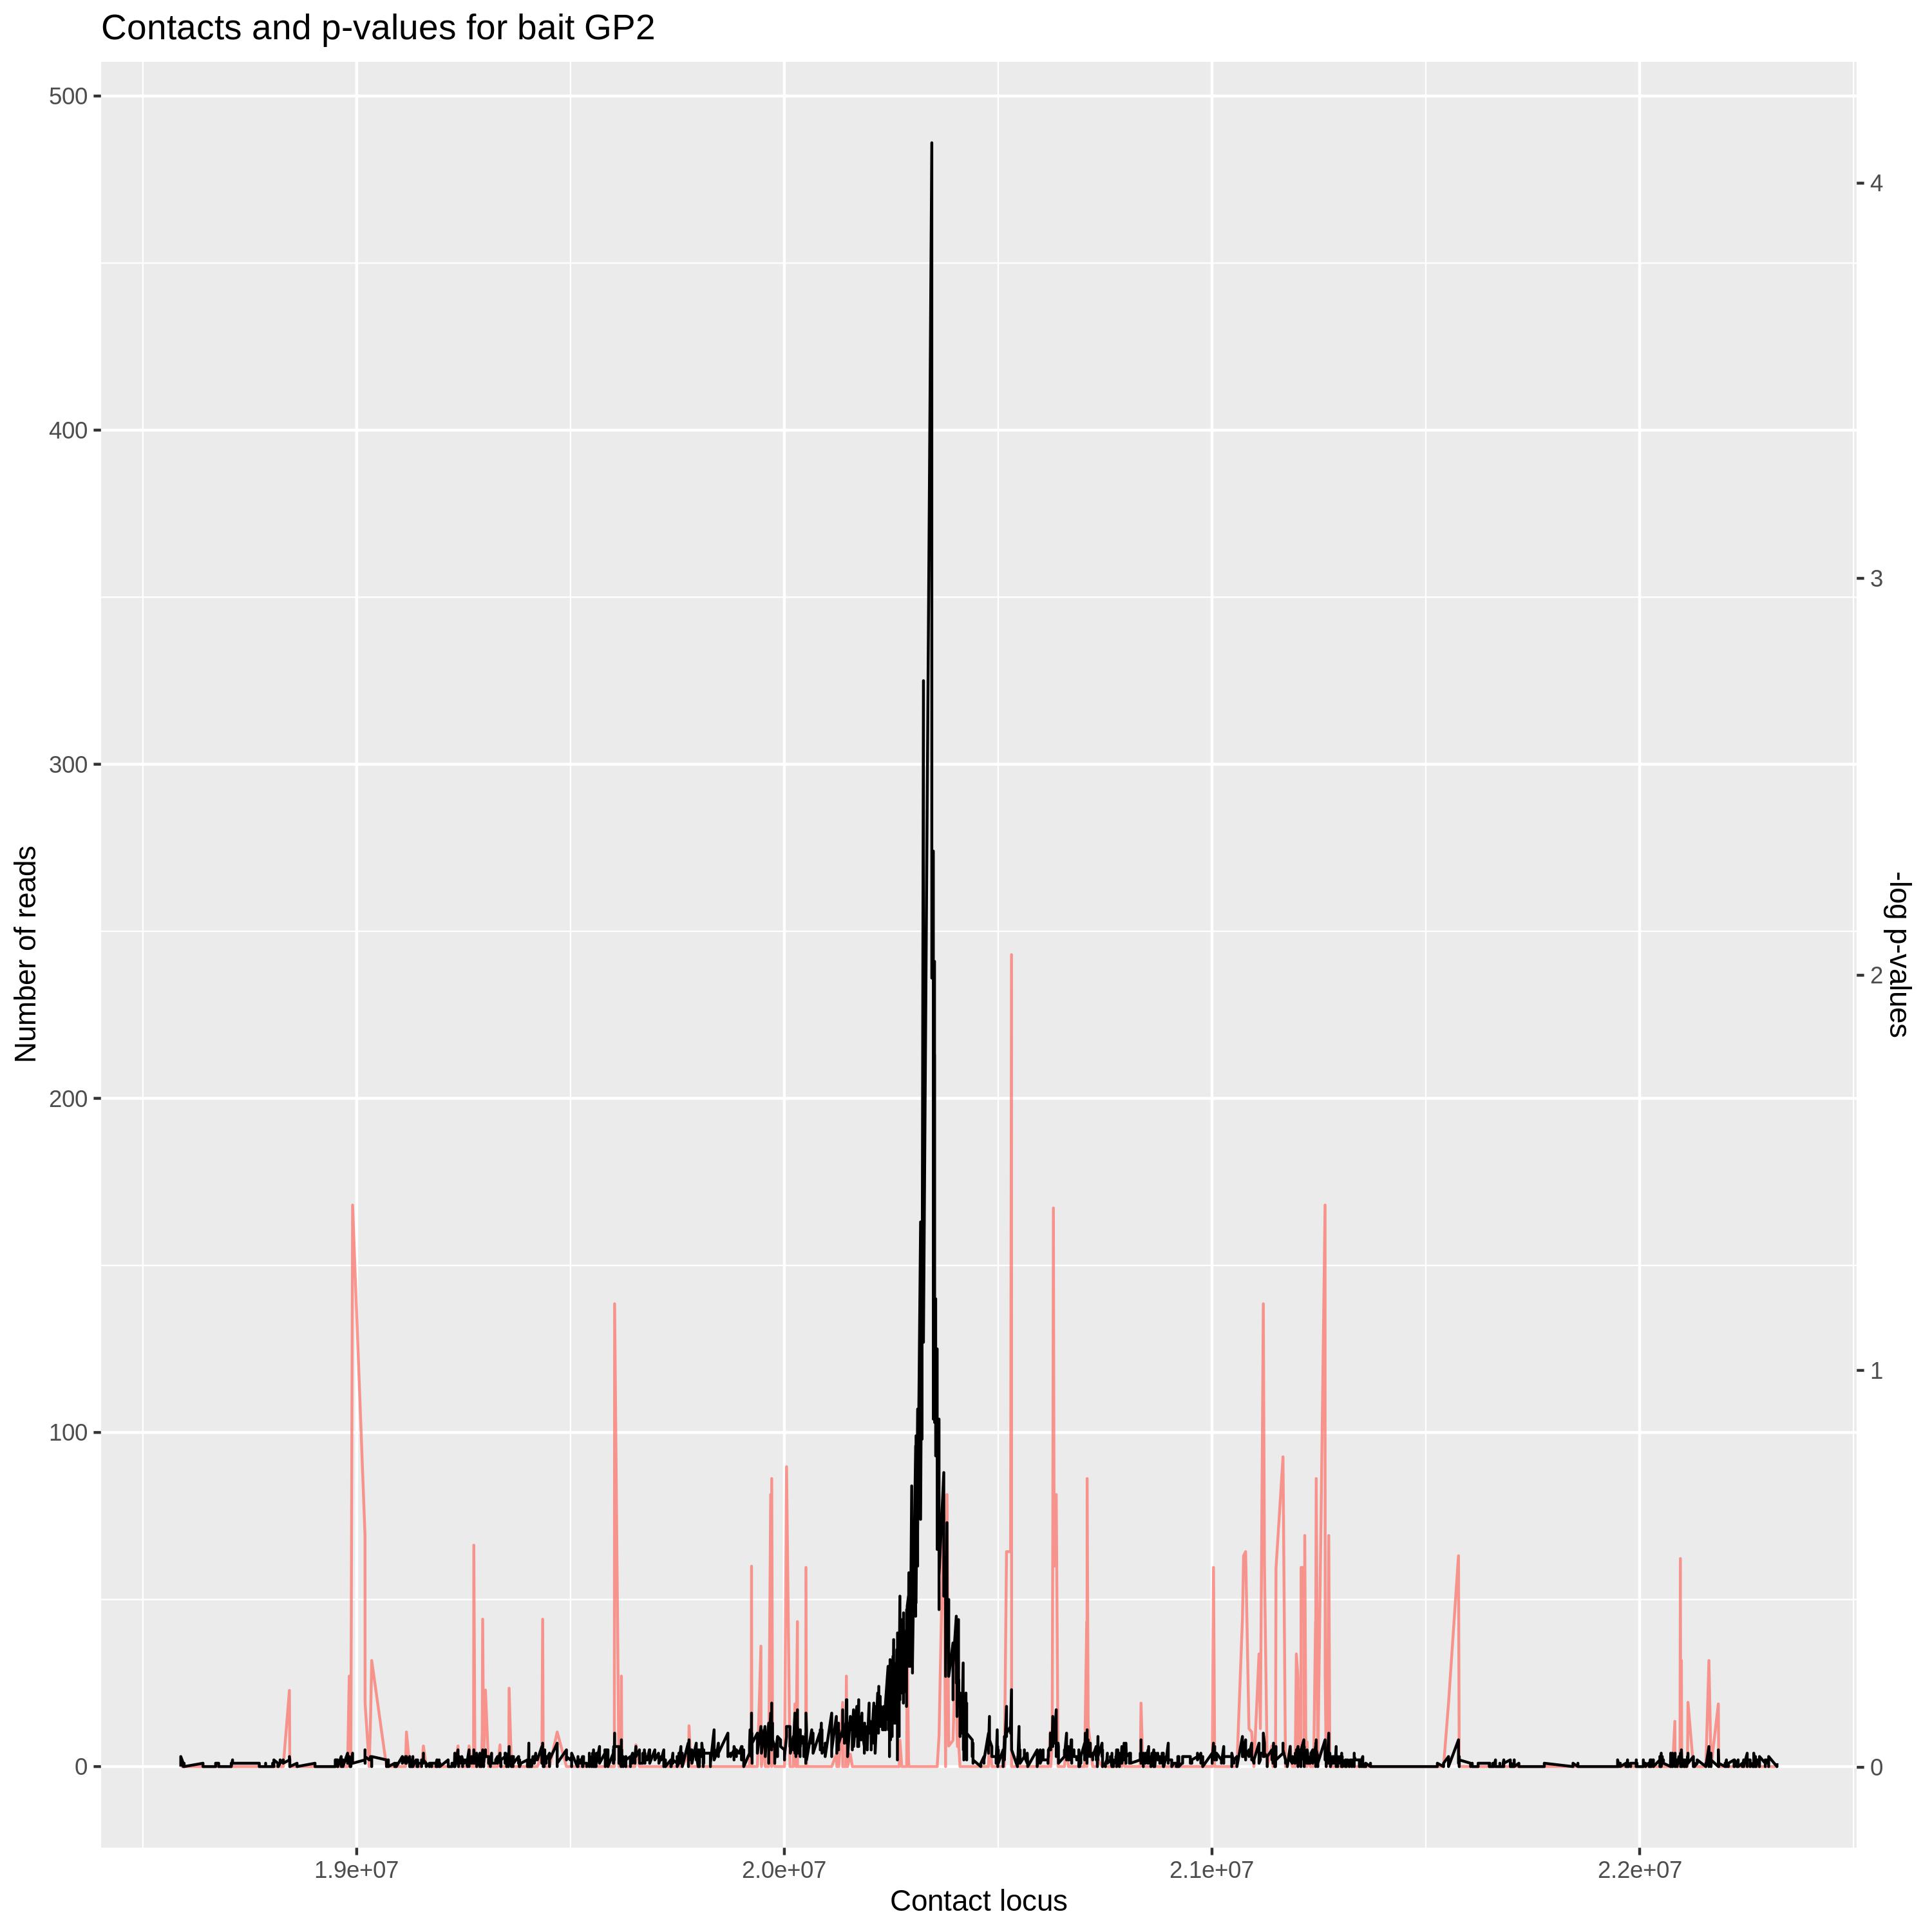 Contacts and p-values for bait GP2
500
400
300
200
100
0
Number of reads
4
3
2
1
0
-log p-values
1.9e+07
2.0e+07
2.1e+07
2.2e+07
Contact locus